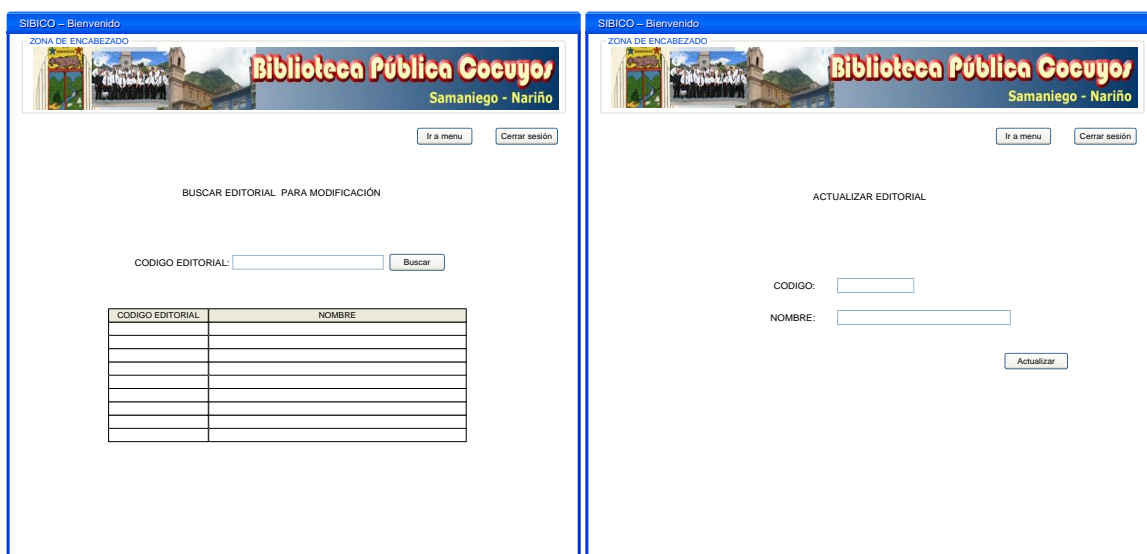 SIBICO – Bienvenido
ZONA DE ENCABEZADO
Biblioteca Pública Cocuyos
Samaniego - Nariño
Ir a menu
Cerrar sesión
BUSCAR EDITORIAL PARA MODIFICACIÓN
CODIGO EDITORIAL:
Buscar
CODIGO EDITORIAL NOMBRE
SIBICO – Bienvenido
ZONA DE ENCABEZADO
Biblioteca Pública Cocuyos
Samaniego - Nariño
Ir a menu
Cerrar sesión
ACTUALIZAR EDITORIAL
CODIGO:
NOMBRE:
Actualizar